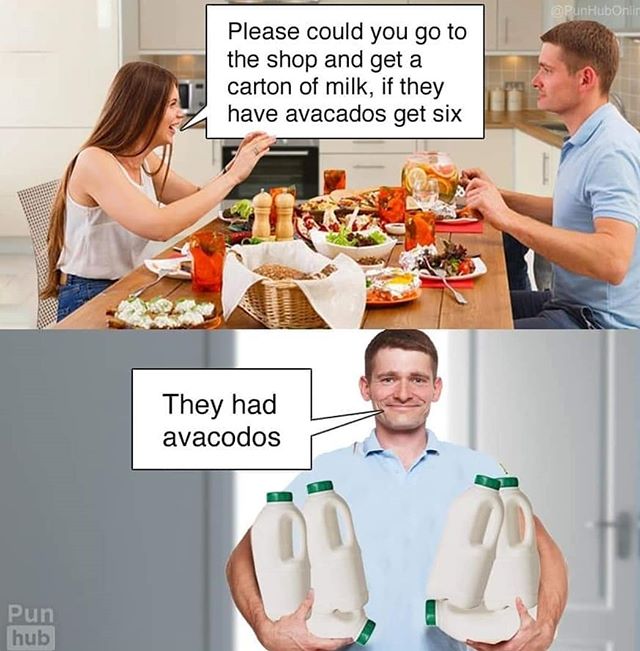 @PunHubOnlin
Please could you go to
the shop and get a
carton of milk, if they
have avacados get six
They had
avacodos
Pun
hub